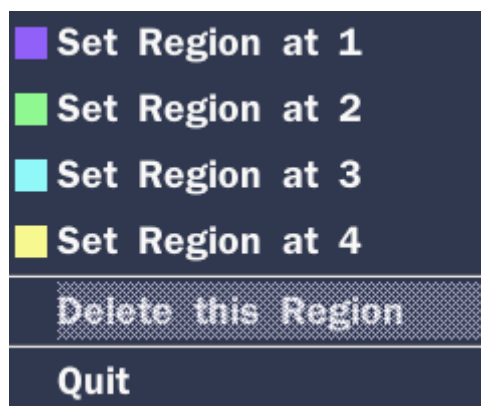 Set Region at 1
Set Region at 2
Set Region at 3
Set Region at 4
Delete this Region
Quit